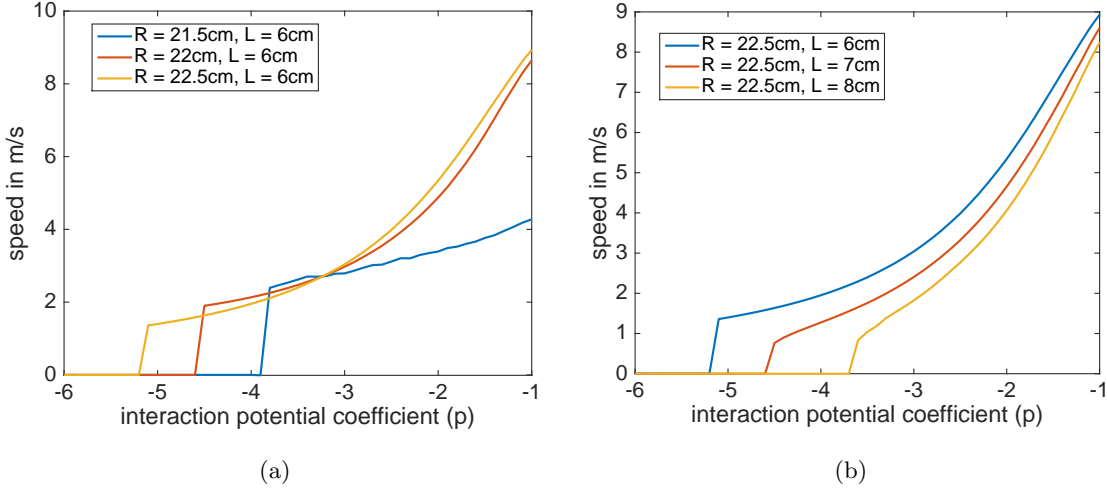 10
8
6
4
2
0
speed in m/s
R = 21.5cm, L = 6cm
R = 22cm, L = 6cm
R = 22.5cm, L = 6cm
-6 -5 -4 -3 -2 -1
interaction potential coefficient (p)
(a)
9
8
7
6
5
4
3
2
1
0
speed in m/s
R = 22.5cm, L = 6cm
R = 22.5cm, L = 7cm
R = 22.5cm, L = 8cm
-6 -5 -4 -3 -2 -1
interaction potential coefficient (p)
(b)